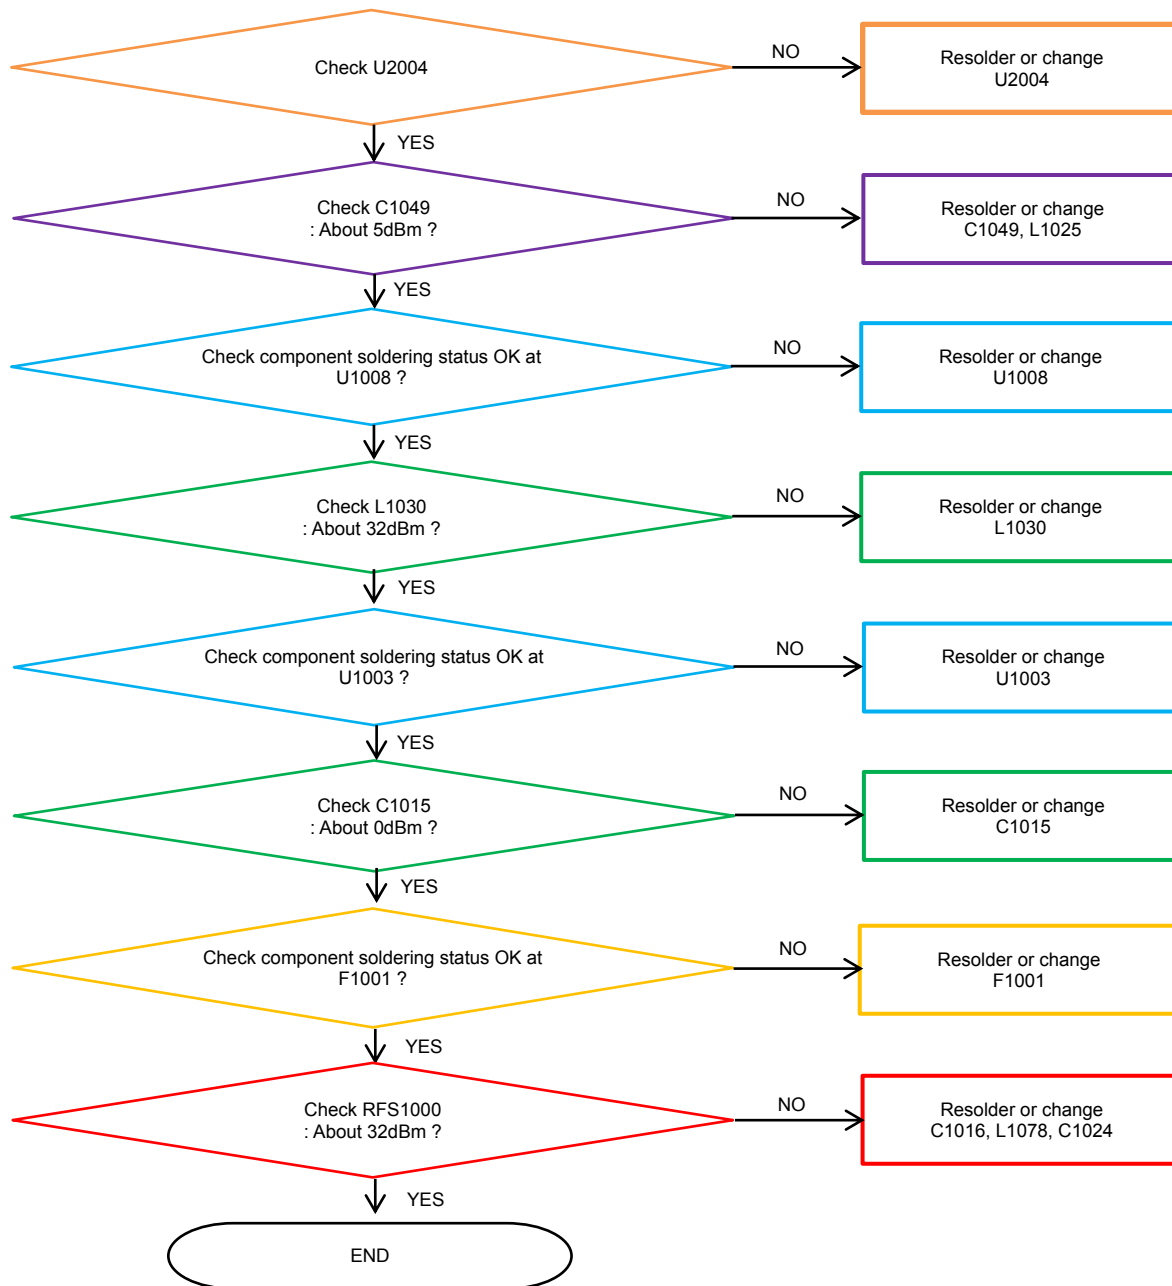 Check U2004
NO
Resolder or change
U2004
YES
Check C1049
: About 5dBm ?
NO
Resolder or change
C1049, L1025
YES
Check component soldering status OK at
U1008 ?
NO
Resolder or change
U1008
YES
Check L1030
: About 32dBm ?
NO
Resolder or change
L1030
YES
Check component soldering status OK at
U1003 ?
NO
Resolder or change
U1003
YES
Check C1015
: About 0dBm ?
NO
Resolder or change
C1015
YES
Check component soldering status OK at
F1001 ?
NO
Resolder or change
F1001
YES
Check RFS1000
: About 32dBm ?
NO
Resolder or change
C1016, L1078, C1024
YES
END